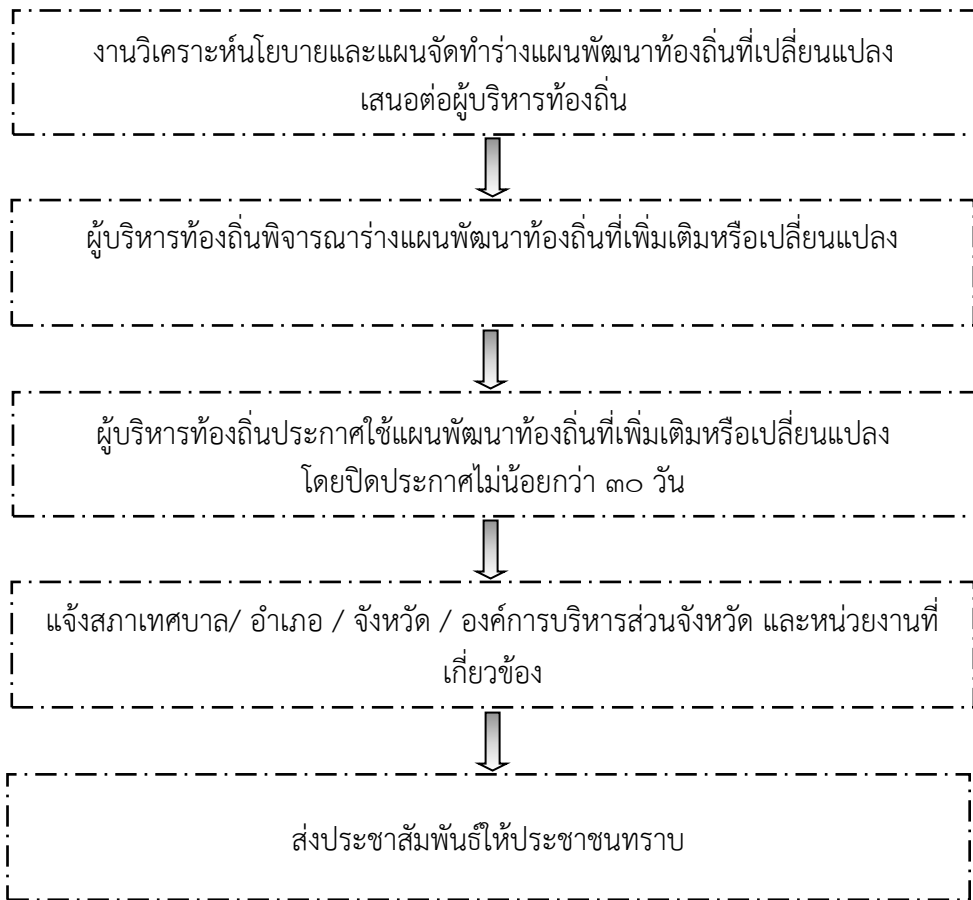 งานวิเคราะห์นโยบายและแผนจัดทำร่างแผนพัฒนาท้องถิ่นที่เปลี่ยนแปลง
เสนอต่อผู้บริหารท้องถิ่น
ผู้บริหารท้องถิ่นพิจารณาร่างแผนพัฒนาท้องถิ่นที่เพิ่มเติมหรือเปลี่ยนแปลง
ผู้บริหารท้องถิ่นประกาศใช้แผนพัฒนาท้องถิ่นที่เพิ่มเติมหรือเปลี่ยนแปลง
โดยปิดประกาศไม่น้อยกว่า ๓๐ วัน
แจ้งสภาเทศบาล/ อำเภอ / จังหวัด / องค์การบริหารส่วนจังหวัด และหน่วยงานที่
เกี่ยวข้อง
ส่งประชาสัมพันธ์ให้ประชาชนทราบ